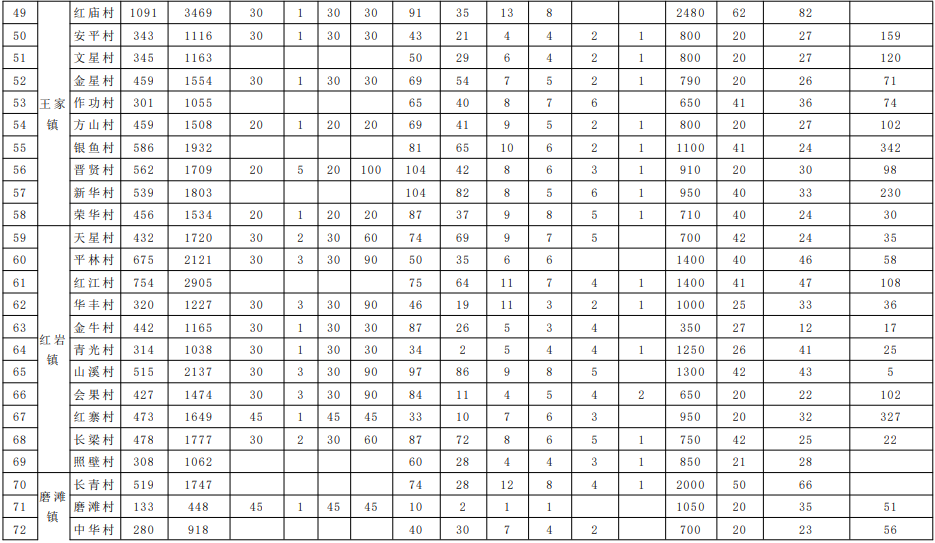 49 红庙村 1091 3469 30 1 30 30 91 35 13 8 2480 62 82
50 安平村 343 1116 30 1 30 30 43 21 4 4 2 1 800 20 27 159
51 文星村 345 1163 50 29 6 4 2 1 800 20 27 120
52 金星村 459 1554 30 1 30 30 69 54 7 5 2 1 790 20 26 71
53 王家镇 作功村 301 1055 65 40 8 7 6 650 41 36 74
54 方山村 459 1508 20 1 20 20 69 41 9 5 2 1 800 20 27 102
55 银鱼村 586 1932 81 65 10 6 2 1 1100 41 24 342
56 晋贤村 562 1709 20 5 20 100 104 42 8 6 3 1 910 20 30 98
57 新华村 539 1803 104 82 8 5 6 1 950 40 33 230
58 荣华村 456 1534 20 1 20 20 87 37 9 8 5 1 710 40 24 30
59 天星村 432 1720 30 2 30 60 74 69 9 7 5 700 42 24 35
60 平林村 675 2121 30 3 30 90 50 35 6 6 1400 40 46 58
61 红江村 754 2905 75 64 11 7 4 1 1400 41 47 108
62 华丰村 320 1227 30 3 30 90 46 19 11 3 2 1 1000 25 33 36
63 金牛村 442 1165 30 1 30 30 87 26 5 3 4 350 27 12 17
64 红岩镇 青光村 314 1038 30 1 30 30 34 2 5 4 4 1 1250 26 41 25
65 山溪村 515 2137 30 3 30 90 97 86 9 8 5 1300 42 43 5
66 会果村 427 1474 30 3 30 90 84 11 4 5 4 2 650 20 22 102
67 红寨村 473 1649 45 1 45 45 33 10 7 6 3 950 20 32 327
68 长梁村 478 1777 30 2 30 60 87 72 8 6 5 1 750 42 25 22
69 照壁村 308 1062 60 28 4 4 3 1 850 21 28
70 长青村 519 1747 74 28 12 8 4 1 2000 50 66
71 磨滩镇 磨滩村 133 448 45 1 45 45 10 2 1 1 1050 20 35 51
72 中华村 280 918 40 30 7 4 2 700 20 23 56